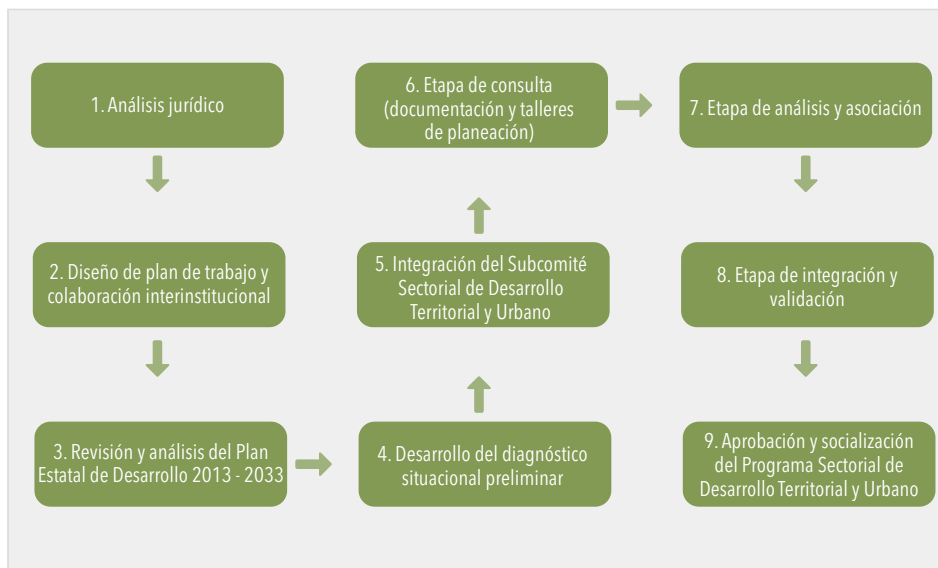 1. Análisis jurídico
2. Diseño de plan de trabajo y
colaboración interinstitucional
3. Revisión y análisis del Plan
Estatal de Desarrollo 2013 - 2033
4. Desarrollo del diagnóstico
situacional preliminar
5. Integración del Subcomité
Sectorial de Desarrollo
Territorial y Urbano
6. Etapa de consulta
(documentación y talleres
de planeación)
7. Etapa de análisis y asociación
8. Etapa de integración y
validación
9. Aprobación y socialización
del Programa Sectorial de
Desarrollo Territorial y Urbano